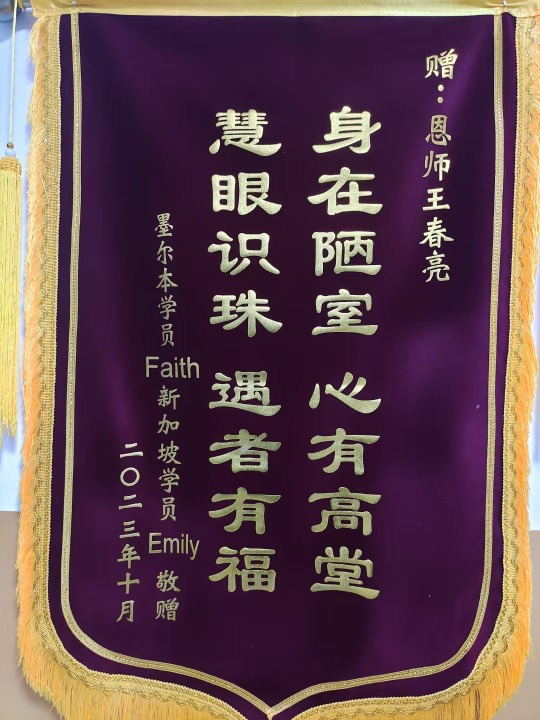 赠：恩师王春亮
身在陋室 心有高堂
慧眼识珠 遇者有福
墨尔本学员 Faith 新加坡学员 Emily 敬赠
二〇二三年十月